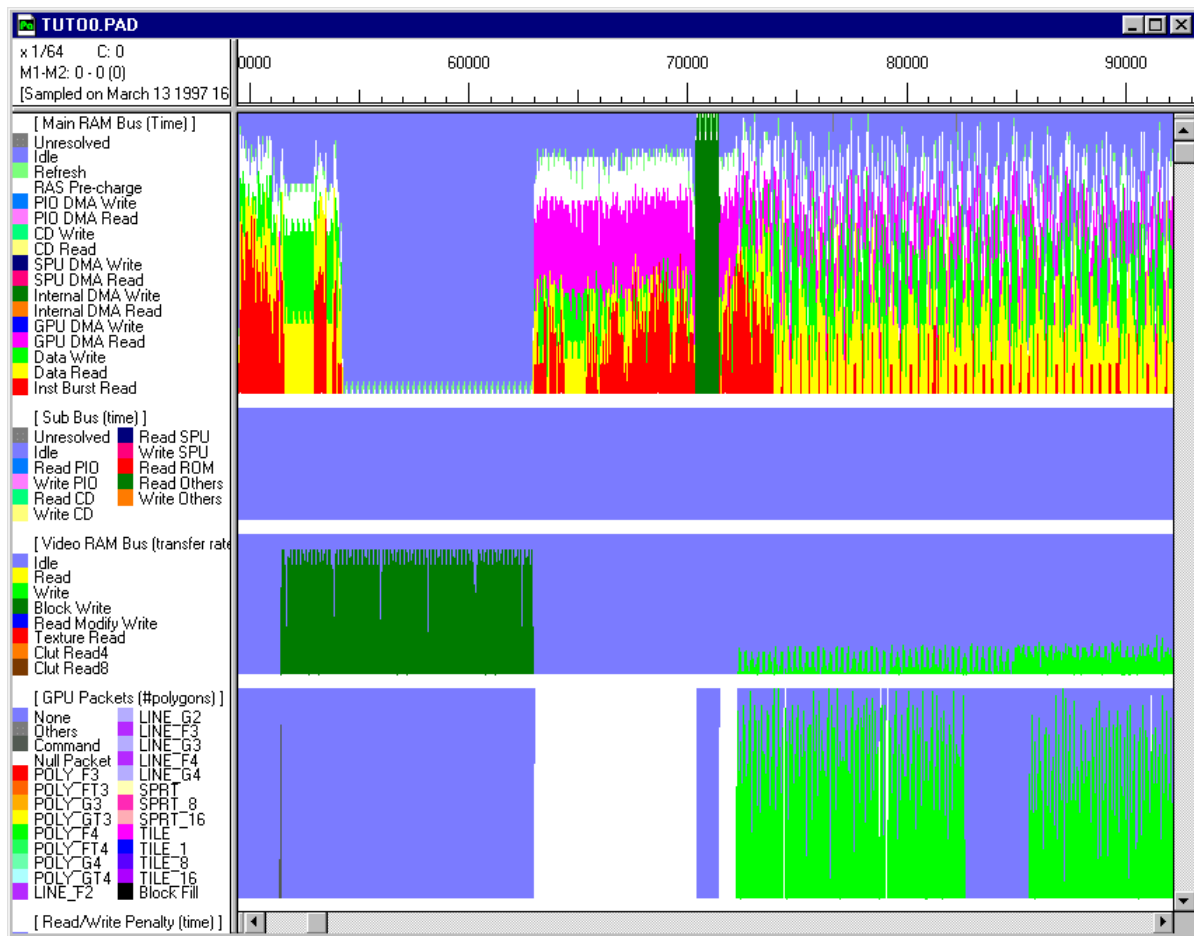 TUTO0.PAD
x 1/64 C: 0
M1-M2: 0 - 0 (0)
[Sampled on March 13 1997 16
0000 60000 70000 80000 90000
[ Main RAM Bus (Time) ]
Unresolved
Idle
Refresh
RAS Pre-charge
PIO DMA Write
PIO DMA Read
CD Write
CD Read
SPU DMA Write
SPU DMA Read
Internal DMA Write
Internal DMA Read
GPU DMA Write
GPU DMA Read
Data Write
Data Read
Inst Burst Read
[ Sub Bus (time) ]
Unresolved Read SPU
Idle Write SPU
Read PIO Read ROM
Write PIO Read Others
Read CD Write Others
Write CD
[ Video RAM Bus (transfer rate
Idle
Read
Write
Block Write
Read Modify Write
Texture Read
Clut Read4
Clut Read8
[ GPU Packets (#polygons) ]
None LINE_G2
Others LINE_F3
Command LINE_G3
Null Packet LINE_F4
POLY_F3 LINE_G4
POLY_FT3 SPRT
POLY_G3 SPRT_8
POLY_GT3 SPRT_16
POLY_F4 TILE
POLY_FT4 TILE_1
POLY_G4 TILE_8
POLY_GT4 TILE_16
LINE_F2 Block Fill
[ Read/Write Penalty (time) ]